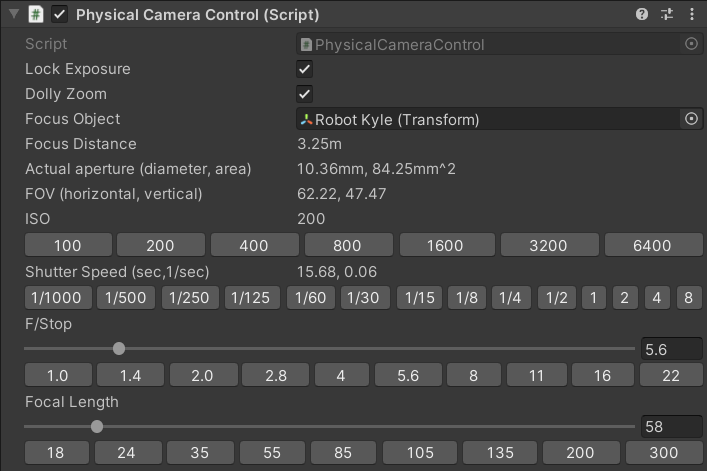 Physical Camera Control (Script)
Script PhysicalCameraControl
Lock Exposure
Dolly Zoom
Focus Object Robot Kyle (Transform)
Focus Distance 3.25m
Actual aperture (diameter, area) 10.36mm, 84.25mm^2
FOV (horizontal, vertical) 62.22, 47.47
ISO 200
100 200 400 800 1600 3200 6400
Shutter Speed (sec,1/sec) 15.68, 0.06
1/1000 1/500 1/250 1/125 1/60 1/30 1/15 1/8 1/4 1/2 1 2 4 8
F/Stop
5.6
1.0 1.4 2.0 2.8 4 5.6 8 11 16 22
Focal Length
58
18 24 35 55 85 105 135 200 300